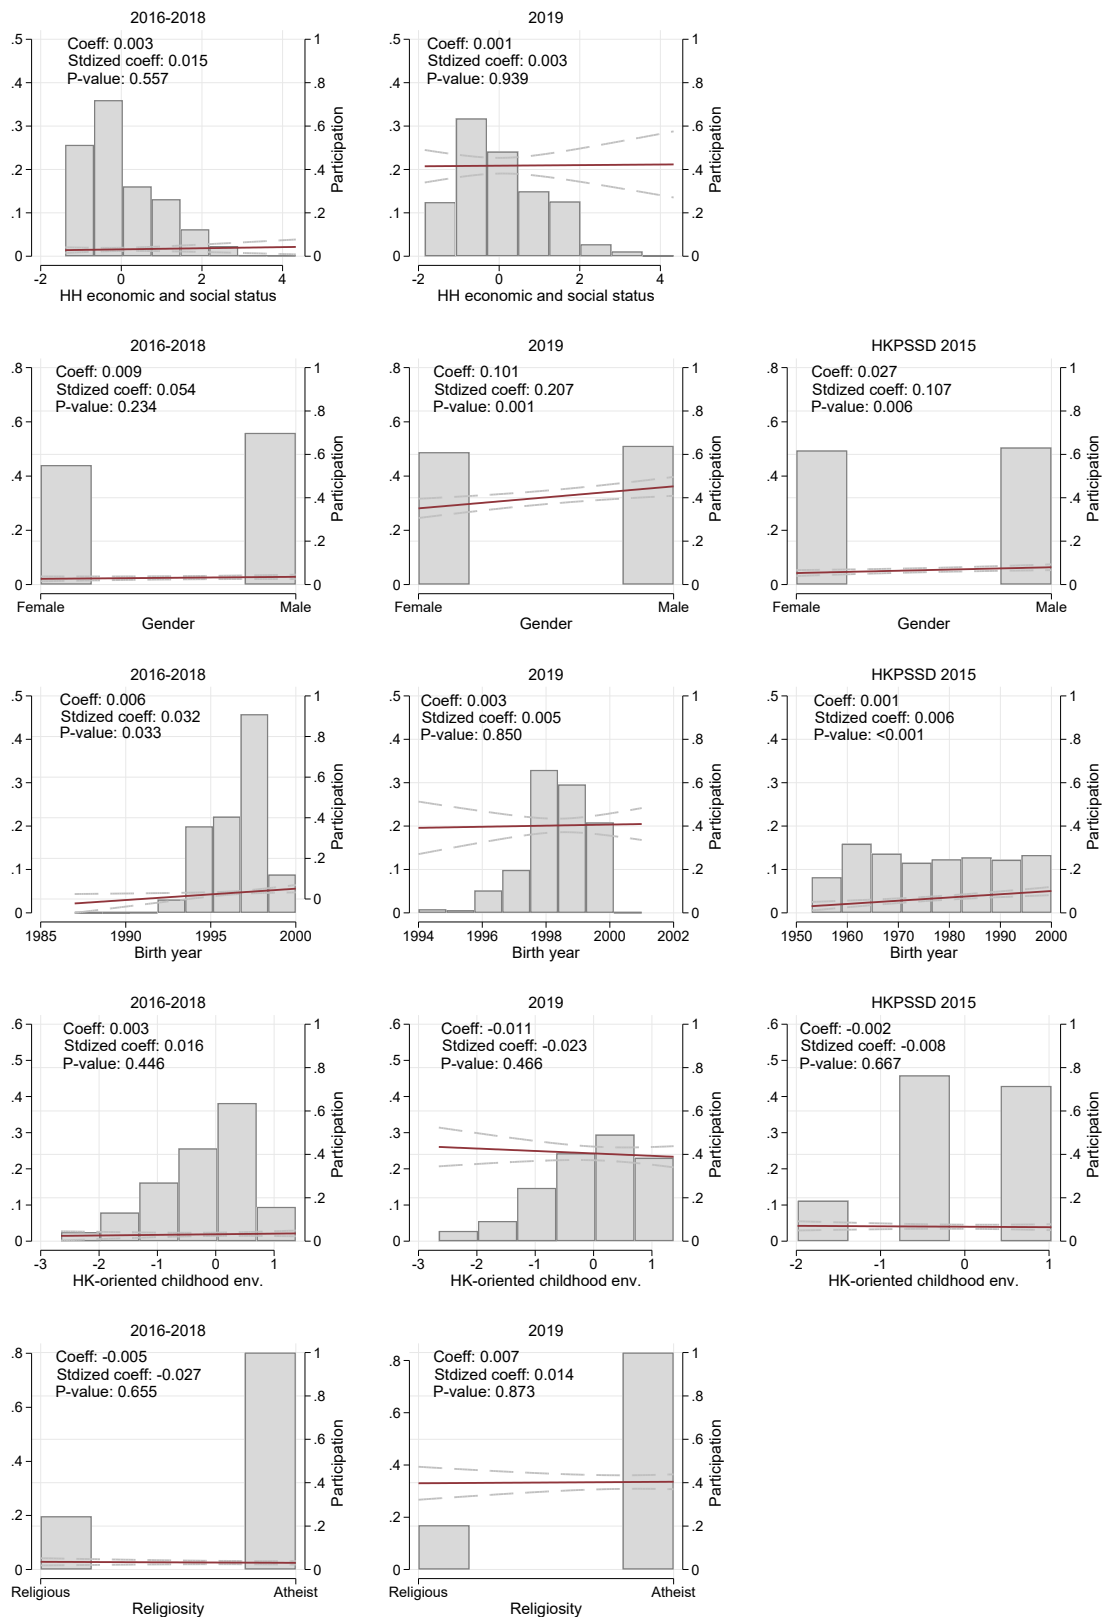 2016-2018
Coeff: 0.003
Stdized coeff: 0.015
P-value: 0.557
.5
.4
.3
.2
.1
0
1
.8
.6
.4
.2
0
Participation
-2 0 2 4
HH economic and social status
2019
Coeff: 0.001
Stdized coeff: 0.003
P-value: 0.939
.5
.4
.3
.2
.1
0
1
.8
.6
.4
.2
0
Participation
-2 0 2 4
HH economic and social status
2016-2018
Coeff: 0.009
Stdized coeff: 0.054
P-value: 0.234
.8
.6
.4
.2
0
1
.8
.6
.4
.2
0
Participation
Female Male
Gender
2019
Coeff: 0.101
Stdized coeff: 0.207
P-value: 0.001
.8
.6
.4
.2
0
1
.8
.6
.4
.2
0
Participation
Female Male
Gender
HKPSSD 2015
Coeff: 0.027
Stdized coeff: 0.107
P-value: 0.006
.8
.6
.4
.2
0
1
.8
.6
.4
.2
0
Participation
Female Male
Gender
2016-2018
Coeff: 0.006
Stdized coeff: 0.032
P-value: 0.033
.5
.4
.3
.2
.1
0
1
.8
.6
.4
.2
0
Participation
1985 1990 1995 2000
Birth year
2019
Coeff: 0.003
Stdized coeff: 0.005
P-value: 0.850
.5
.4
.3
.2
.1
0
1
.8
.6
.4
.2
0
Participation
1994 1996 1998 2000 2002
Birth year
HKPSSD 2015
Coeff: 0.001
Stdized coeff: 0.006
P-value: <0.001
.5
.4
.3
.2
.1
0
1
.8
.6
.4
.2
0
Participation
1950 1960 1970 1980 1990 2000
Birth year
2016-2018
Coeff: 0.003
Stdized coeff: 0.016
P-value: 0.446
.6
.5
.4
.3
.2
.1
0
1
.8
.6
.4
.2
0
Participation
-3 -2 -1 0 1
HK-oriented childhood env.
2019
Coeff: -0.011
Stdized coeff: -0.023
P-value: 0.466
.6
.5
.4
.3
.2
.1
0
1
.8
.6
.4
.2
0
Participation
-3 -2 -1 0 1
HK-oriented childhood env.
HKPSSD 2015
Coeff: -0.002
Stdized coeff: -0.008
P-value: 0.667
.6
.5
.4
.3
.2
.1
0
1
.8
.6
.4
.2
0
Participation
-2 -1 0 1
HK-oriented childhood env.
2016-2018
Coeff: -0.005
Stdized coeff: -0.027
P-value: 0.655
.8
.6
.4
.2
0
1
.8
.6
.4
.2
0
Participation
Religious Atheist
Religiosity
2019
Coeff: 0.007
Stdized coeff: 0.014
P-value: 0.873
.8
.6
.4
.2
0
1
.8
.6
.4
.2
0
Participation
Religious Atheist
Religiosity